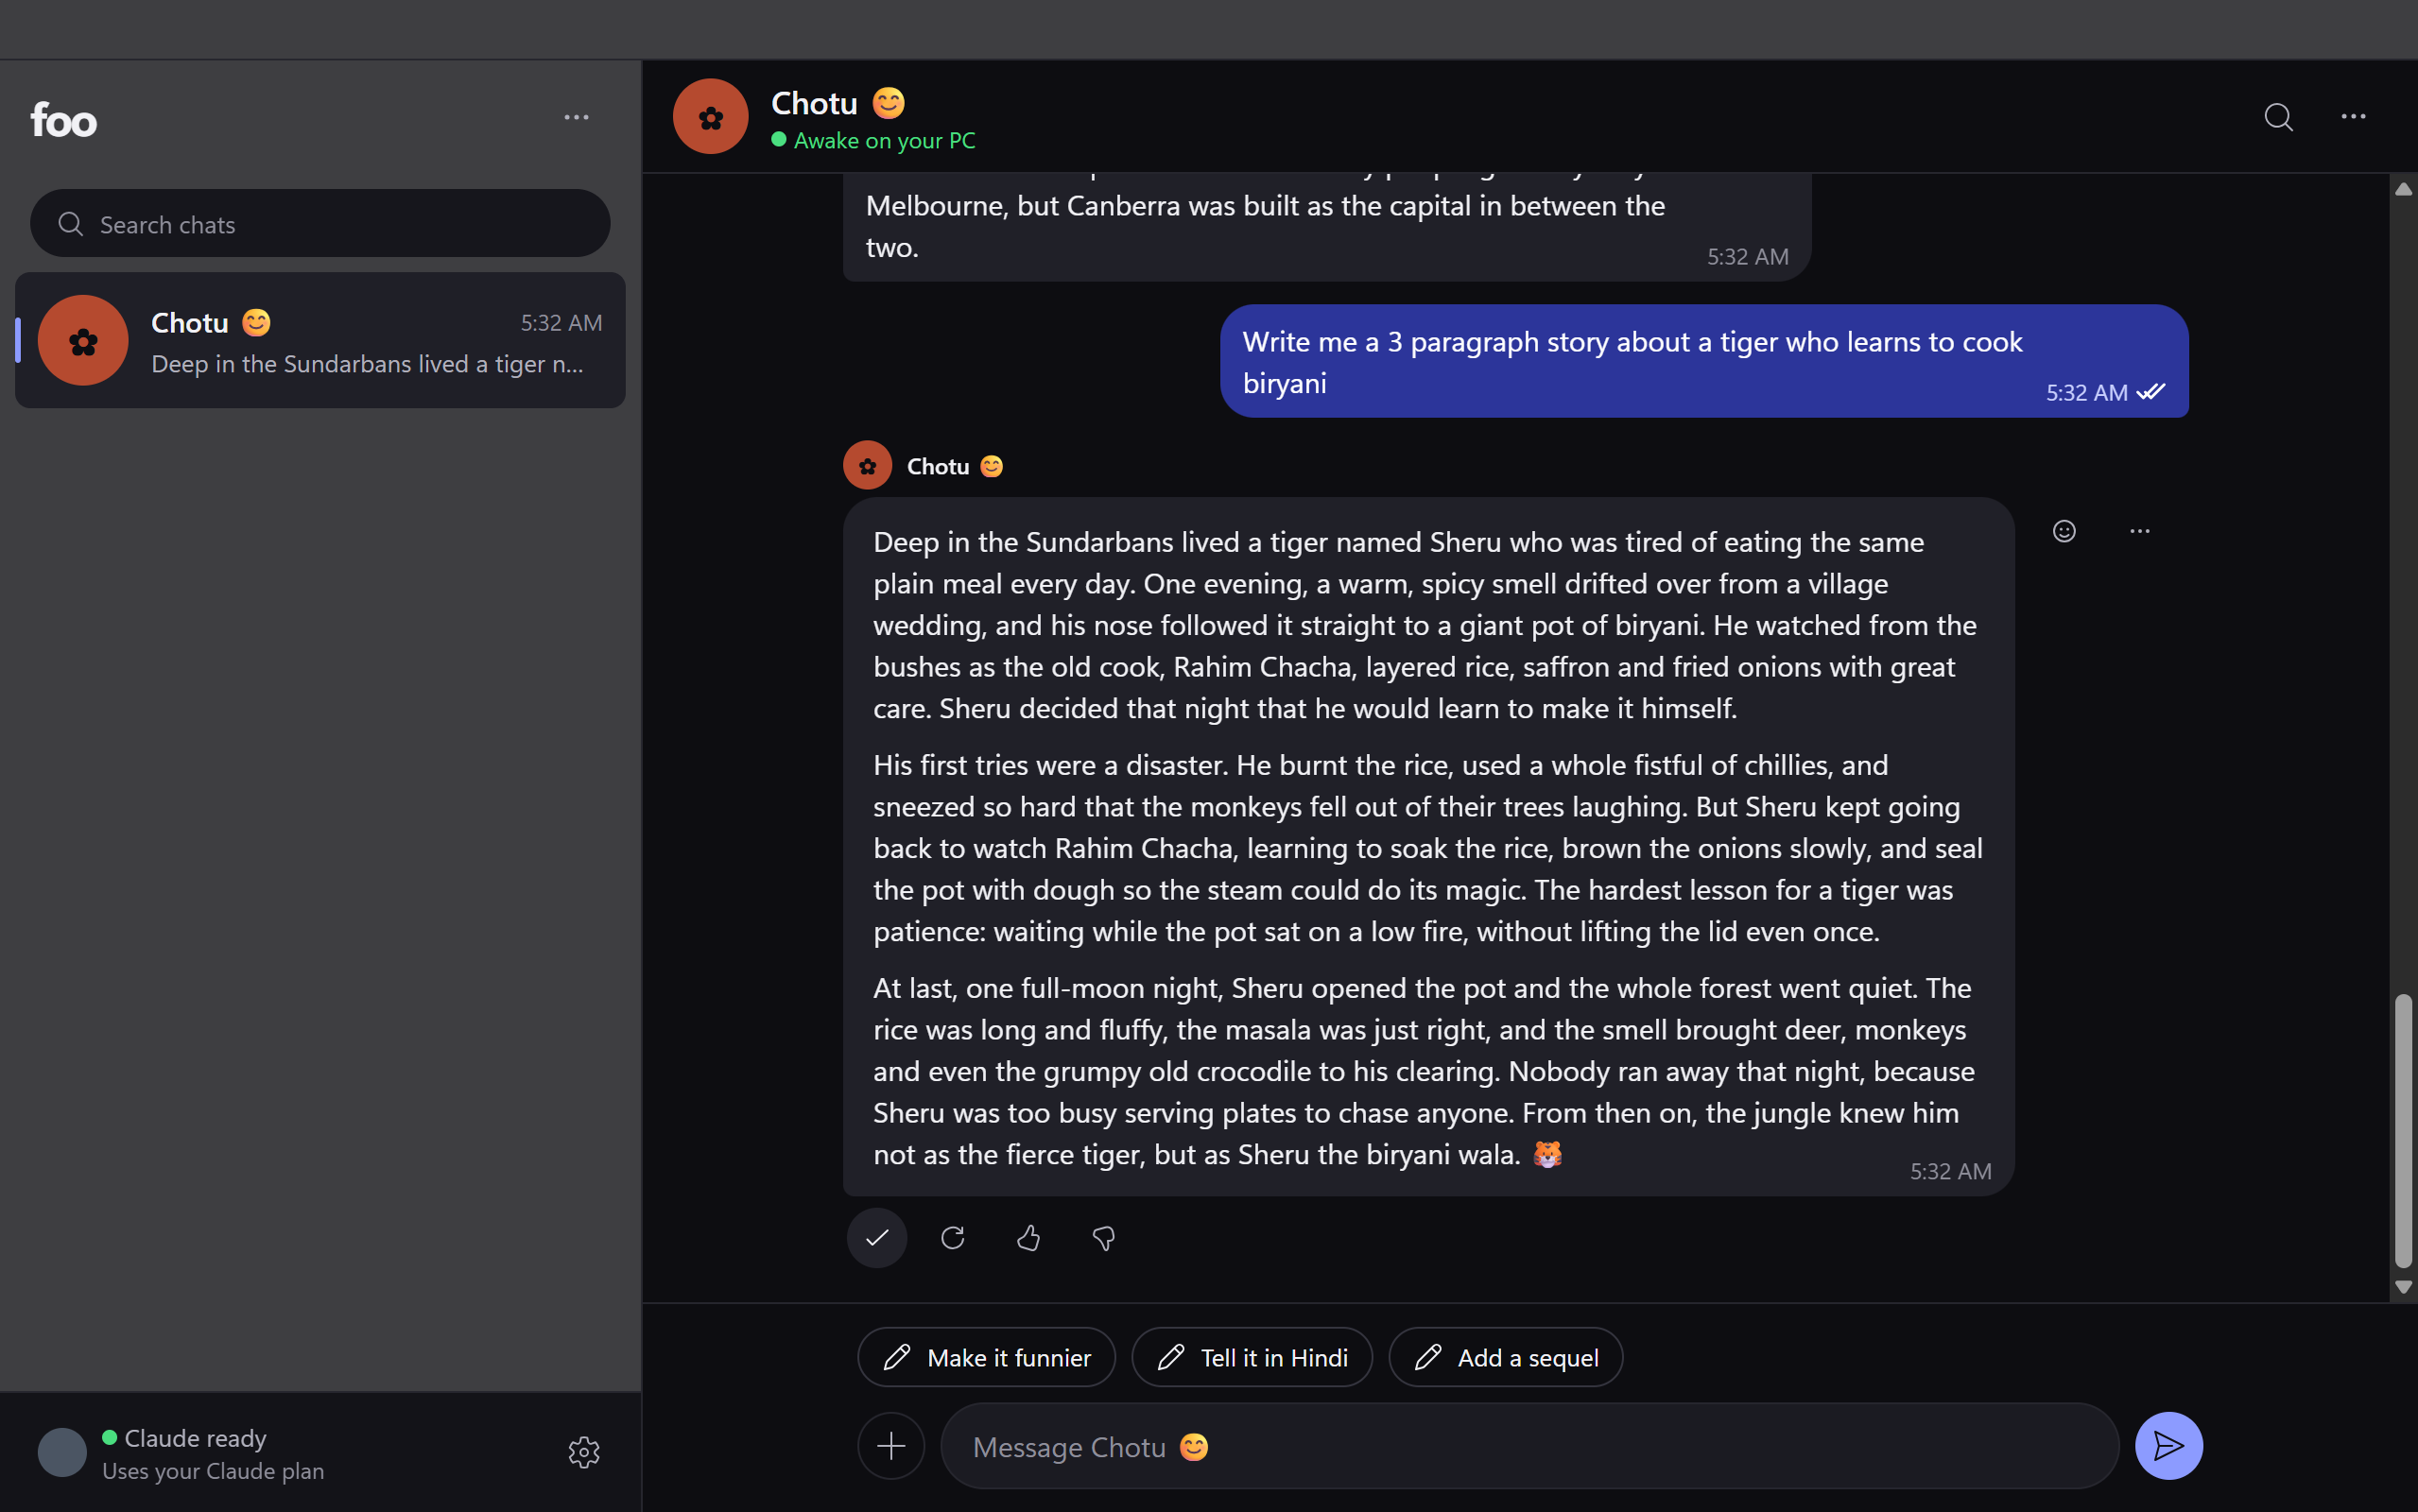 foo
Search chats
Chotu 😊
5:32 AM
Deep in the Sundarbans lived a tiger n...
Claude ready
Uses your Claude plan
Chotu 😊
Awake on your PC
Melbourne, but Canberra was built as the capital in between the
two.
5:32 AM
Write me a 3 paragraph story about a tiger who learns to cook
biryani
5:32 AM
Chotu 😊
Deep in the Sundarbans lived a tiger named Sheru who was tired of eating the same
plain meal every day. One evening, a warm, spicy smell drifted over from a village
wedding, and his nose followed it straight to a giant pot of biryani. He watched from the
bushes as the old cook, Rahim Chacha, layered rice, saffron and fried onions with great
care. Sheru decided that night that he would learn to make it himself.
His first tries were a disaster. He burnt the rice, used a whole fistful of chillies, and
sneezed so hard that the monkeys fell out of their trees laughing. But Sheru kept going
back to watch Rahim Chacha, learning to soak the rice, brown the onions slowly, and seal
the pot with dough so the steam could do its magic. The hardest lesson for a tiger was
patience: waiting while the pot sat on a low fire, without lifting the lid even once.
At last, one full-moon night, Sheru opened the pot and the whole forest went quiet. The
rice was long and fluffy, the masala was just right, and the smell brought deer, monkeys
and even the grumpy old crocodile to his clearing. Nobody ran away that night, because
Sheru was too busy serving plates to chase anyone. From then on, the jungle knew him
not as the fierce tiger, but as Sheru the biryani wala. 🐯
5:32 AM
Make it funnier
Tell it in Hindi
Add a sequel
Message Chotu 😊